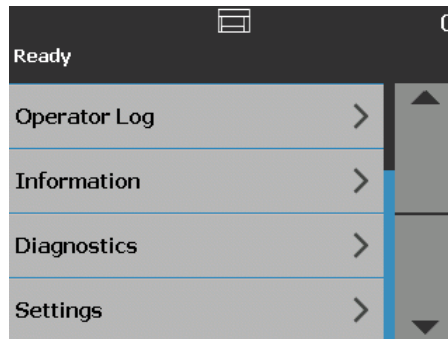 Ready
Operator Log
Information
Diagnostics
Settings